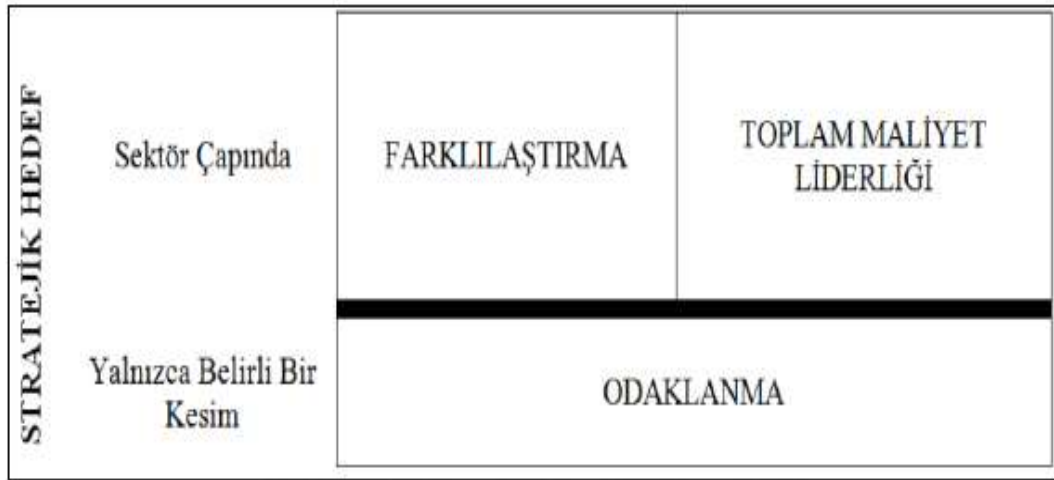 STRATEJİK HEDEF
Sektör Çapında
FARKLILAŞTIRMA
TOPLAM MALİYET
LİDERLİĞİ
Yalnızca Belirli Bir
Kesim
ODAKLANMA